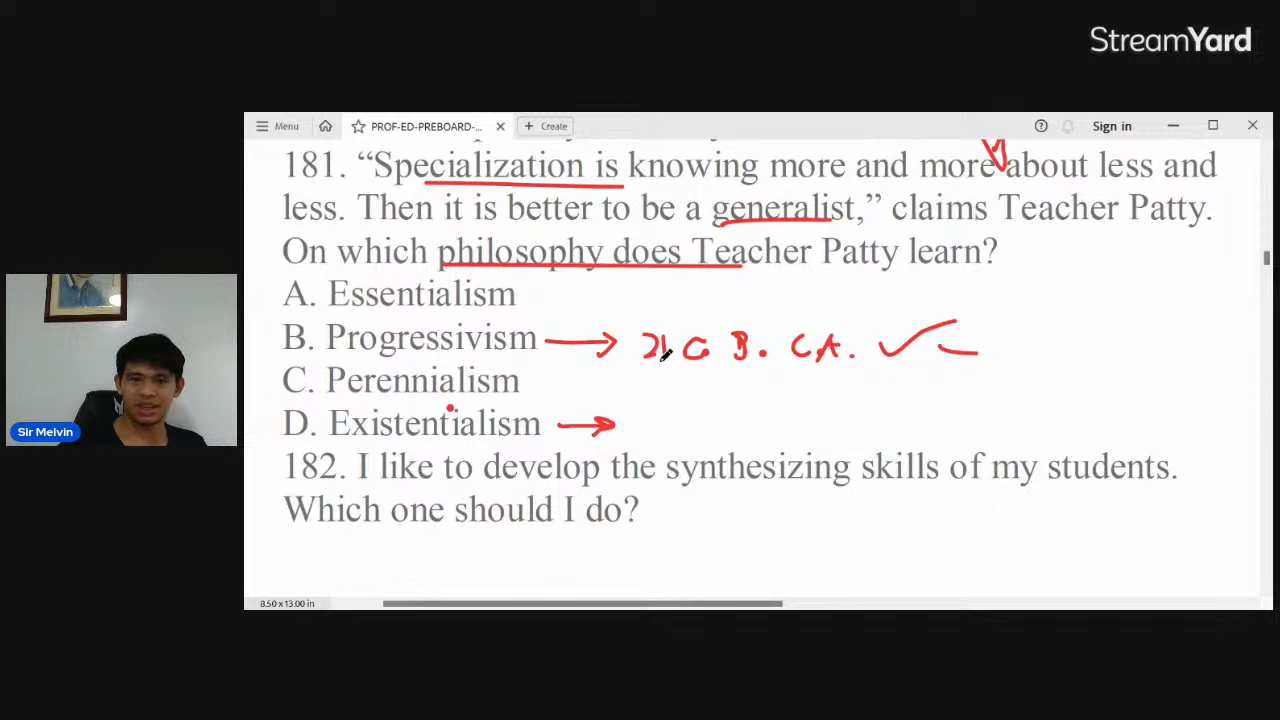 StreamYard
Menu
PROF-ED-PREBOARD-...
Create
Sign in
181. “Specialization is knowing more and more about less and
less. Then it is better to be a generalist,” claims Teacher Patty.
On which philosophy does Teacher Patty learn?
A. Essentialism
B. Progressivism
C. Perennialism
D. Existentialism
182. I like to develop the synthesizing skills of my students.
Which one should I do?
Sir Melvin
8.50 x 13.00 in